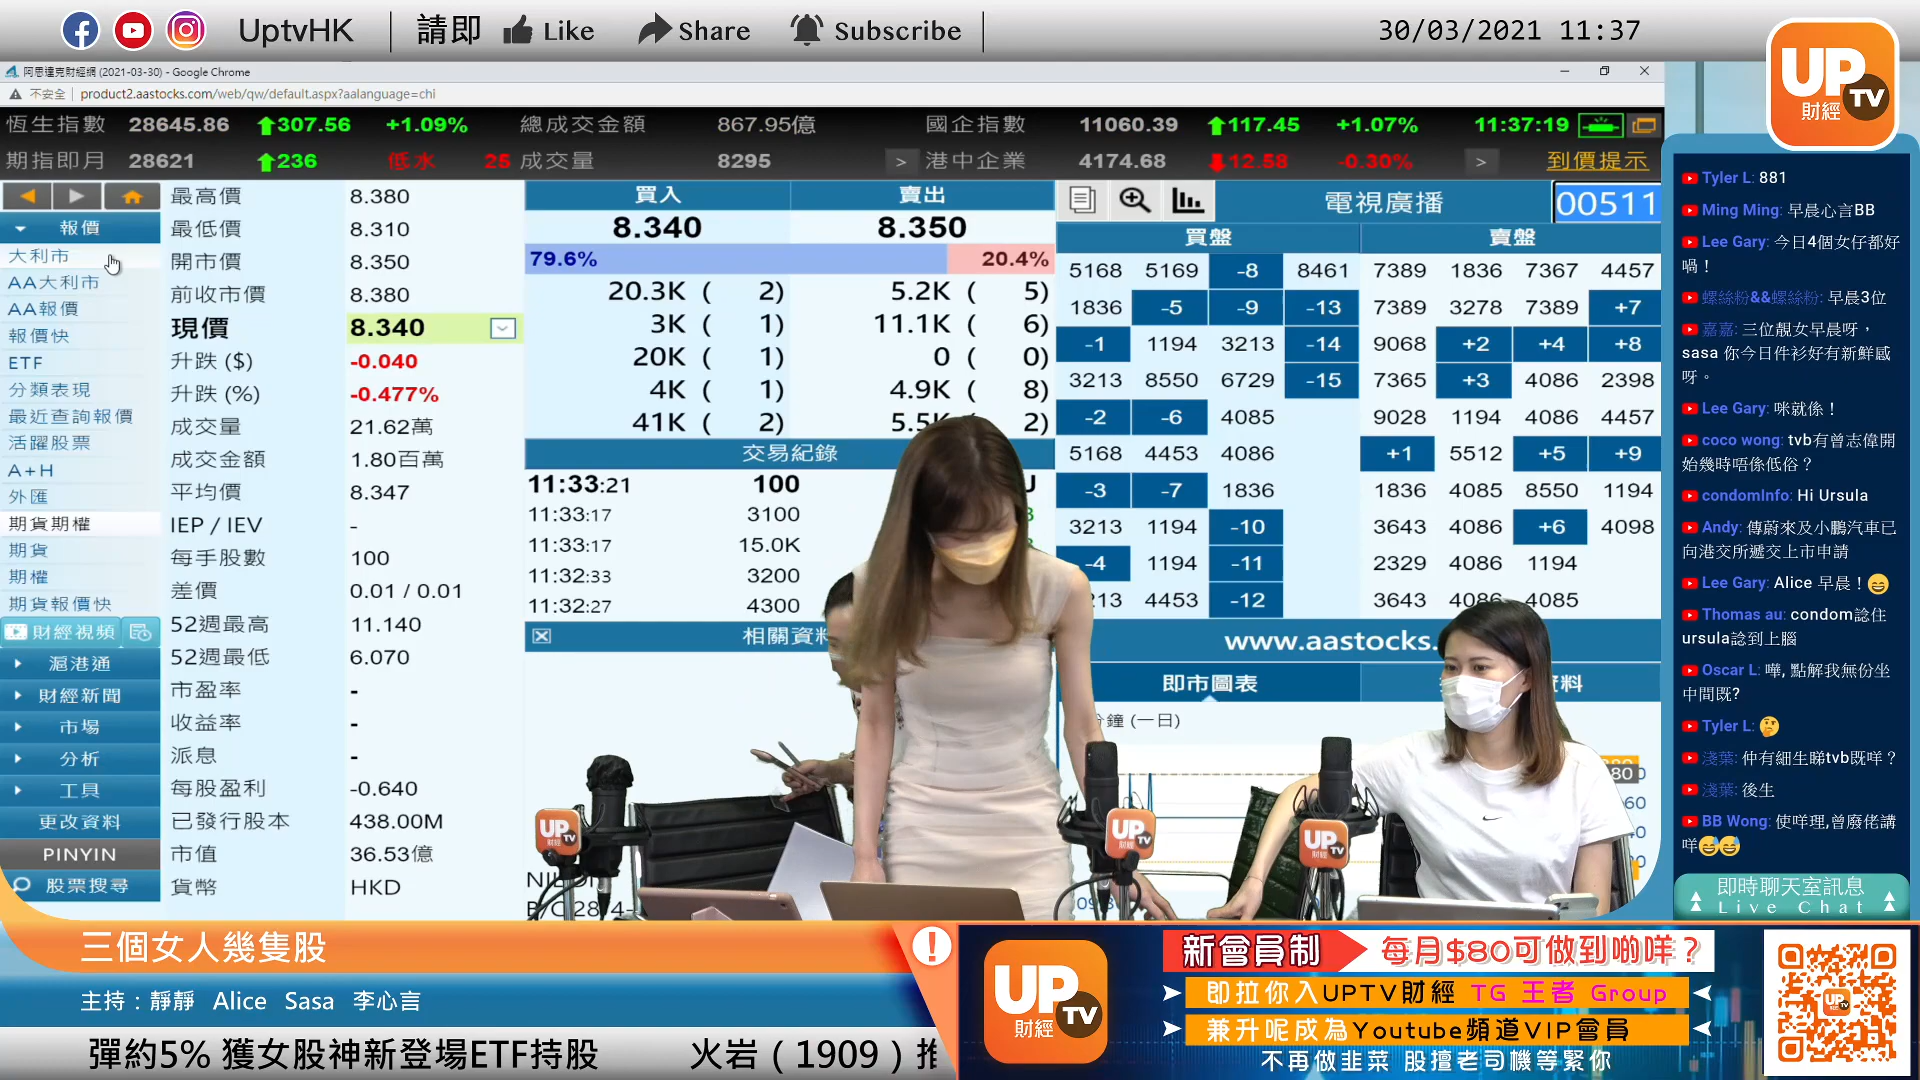 UptvHK 請即 Like Share Subscribe 30/03/2021 11:37
阿思達克財經網 (2021-03-30) - Google Chrome
不安全 product2.aastocks.com/web/qw/default.aspx?aalanguage=chi
恆生指數 28645.86 307.56 +1.09% 總成交金額 867.95億 國企指數 11060.39 117.45 +1.07% 11:37:19
期指即月 28621 236 低水 25 成交量 8295 > 港中企業 4174.68 12.58 -0.30% > 到價提示
報價
大利市
AA大利市
AA報價
報價快
ETF
分類表現
最近查詢報價
活躍股票
A+H
外匯
期貨期權
期貨
期權
期貨報價快
財經視頻
滬港通
財經新聞
市場
分析
工具
更改資料
PINYIN
股票搜尋
最高價 8.380
最低價 8.310
開市價 8.350
前收市價 8.380
現價 8.340
升跌 ($) -0.040
升跌 (%) -0.477%
成交量 21.62萬
成交金額 1.80百萬
平均價 8.347
IEP / IEV -
每手股數 100
差價 0.01 / 0.01
52週最高 11.140
52週最低 6.070
市盈率 -
收益率 -
派息 -
每股盈利 -0.640
已發行股本 438.00M
市值 36.53億
貨幣 HKD
買入 賣出
8.340 8.350
79.6% 20.4%
20.3K ( 2) 5.2K ( 5)
3K ( 1) 11.1K ( 6)
20K ( 1) 0 ( 0)
4K ( 1) 4.9K ( 8)
41K ( 2) 5.5K 2)
交易紀錄
11:33:21 100 U
11:33:17 3100
11:33:17 15.0K
11:32:33 3200
11:32:27 4300
相關資料
電視廣播 00511
買盤 賣盤
5168 5169 -8 8461 7389 1836 7367 4457
1836 -5 -9 -13 7389 3278 7389 +7
-1 1194 3213 -14 9068 +2 +4 +8
3213 8550 6729 -15 7365 +3 4086 2398
-2 -6 4085 9028 1194 4086 4457
5168 4453 4086 +1 5512 +5 +9
-3 -7 1836 1836 4085 8550 1194
3213 1194 -10 3643 4086 +6 4098
-4 1194 -11 2329 4086 1194
13 4453 -12 3643 4086 4085
www.aastocks.
即市圖表 資料
鐘 (一日)
UP TV 財經
Tyler L: 881
Ming Ming: 早晨心言BB
Lee Gary: 今日4個女仔都好
喎！
螺絲粉&&螺絲粉: 早晨3位
嘉嘉: 三位靚女早晨呀，
sasa 你今日件衫好有新鮮感
呀。
Lee Gary: 咪就係！
coco wong: tvb有曾志偉開
始幾時唔係低俗？
condomInfo: Hi Ursula
Andy: 傳蔚來及小鵬汽車已
向港交所遞交上市申請
Lee Gary: Alice 早晨！😄
Thomas au: condom諗住
ursula諗到上腦
Oscar L: 嘩, 點解我無份坐
中間既?
Tyler L: 🤔
淺葉: 仲有細生睇tvb既咩？
淺葉: 後生
BB Wong: 使咩理,曾廢佬講
咩😅😅
即時聊天室訊息
Live Chat
三個女人幾隻股
主持：靜靜 Alice Sasa 李心言
彈約5% 獲女股神新登場ETF持股 火岩（1909）推
UP TV 財經
新會員制 每月$80可做到啲咩？
即拉你入UPTV財經 TG 王者 Group
兼升呢成為Youtube頻道VIP會員
不再做韭菜 股擅老司機等緊你